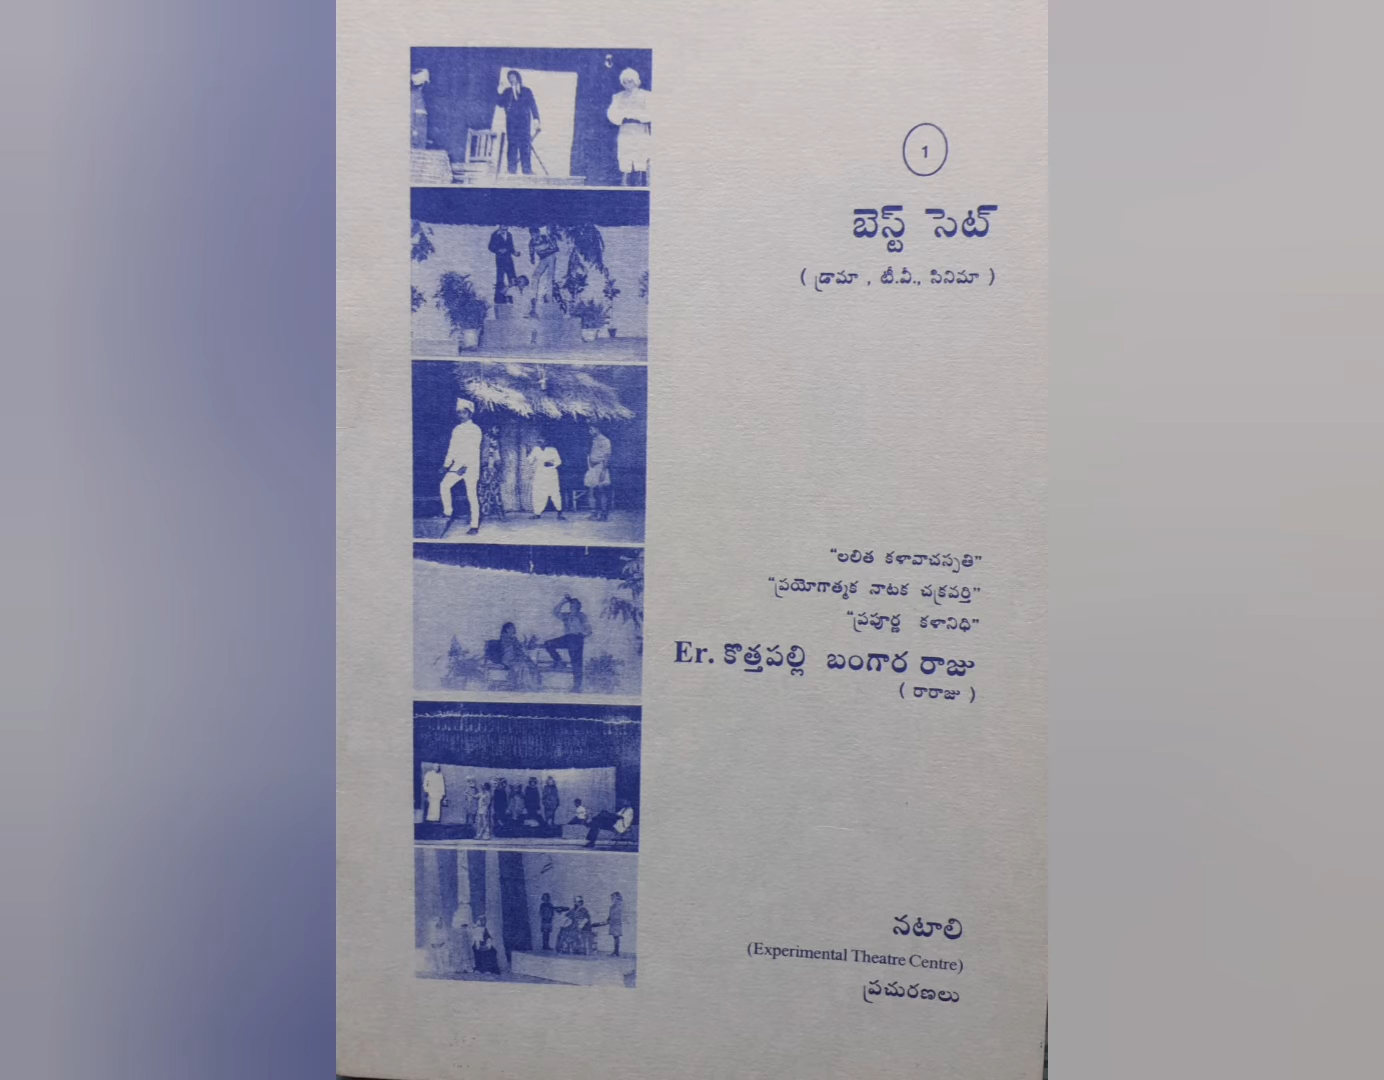 1
బెస్ట్ సెట్
( డ్రామా , టీ.వీ., సినిమా )
“లలిత కళావాచస్పతి”
“ప్రయోగాత్మక నాటక చక్రవర్తి”
“ప్రపూర్ణ కళానిధి”
Er. కొత్తపల్లి బంగార రాజు
( రారాజు )
నటాలి
(Experimental Theatre Centre)
ప్రచురణలు